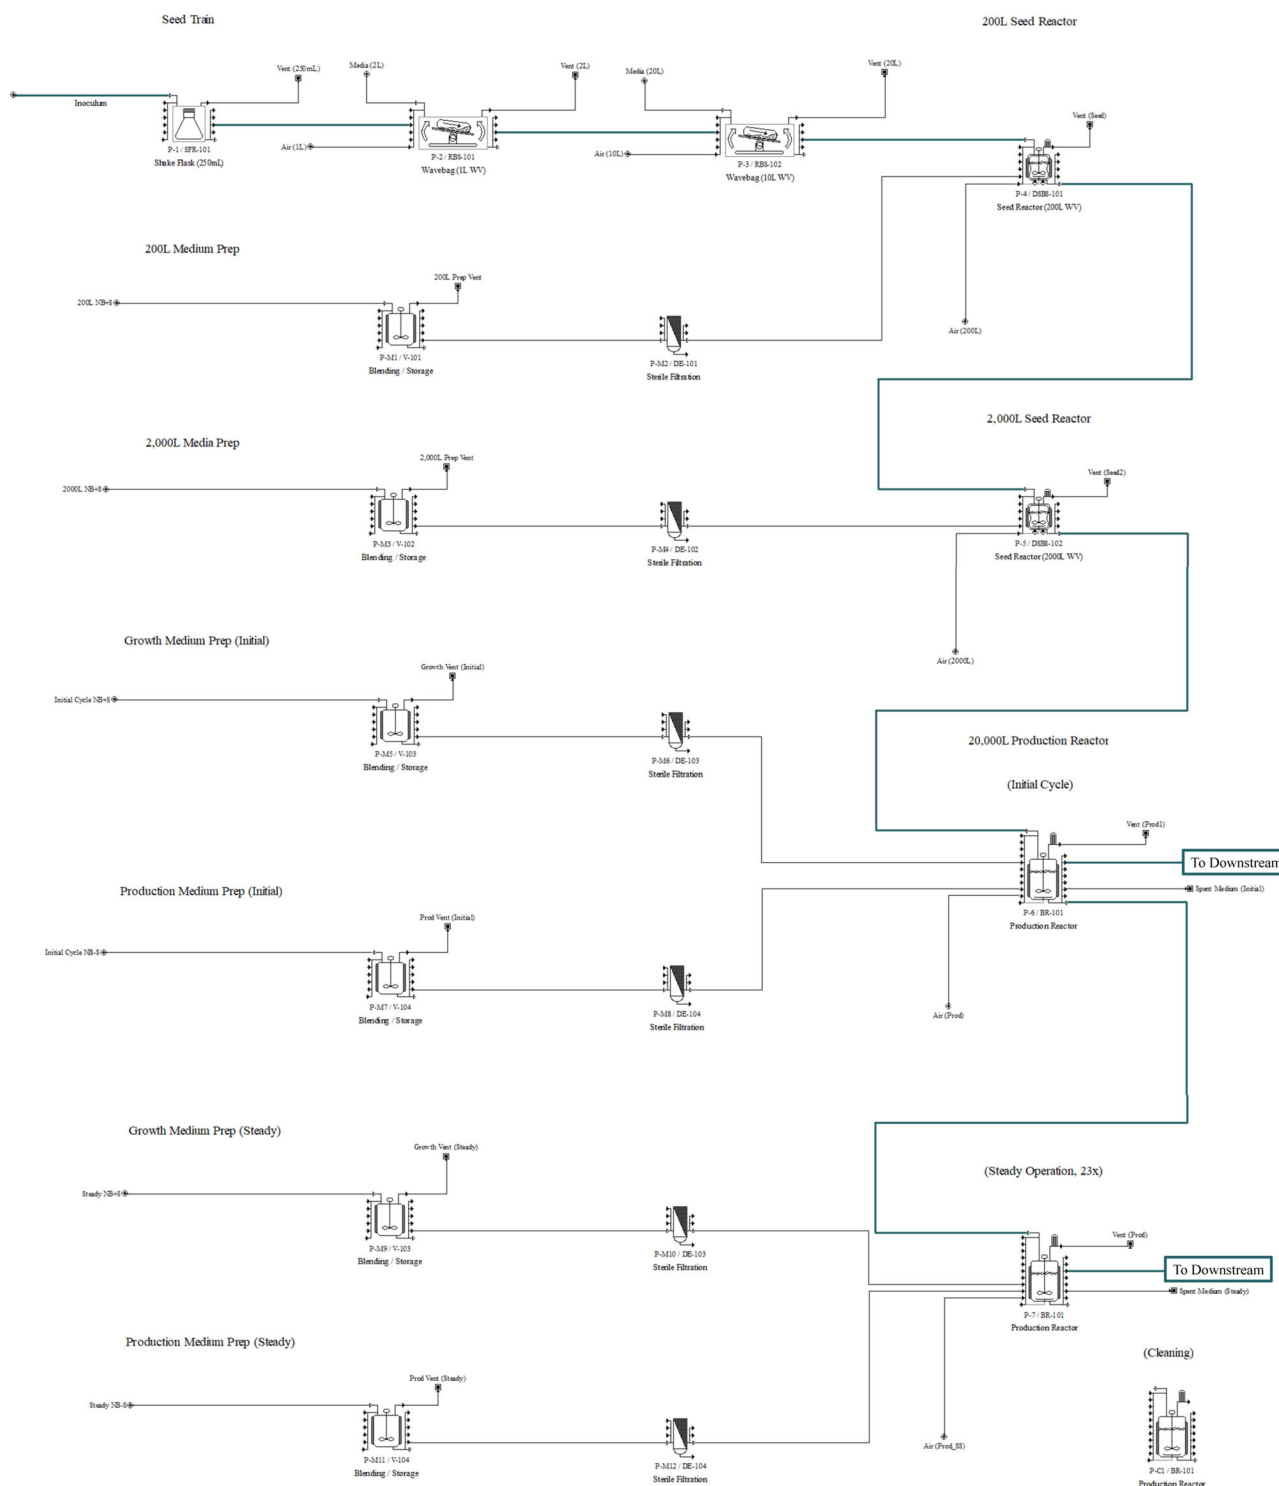 Seed Train
200L Seed Reactor
Vent (250mL)
Media (2L)
Vent (2L)
Media (20L)
Vent (20L)
Vent (Seed)
Inoculum
P-1 / SFR-101
Shake Flask (250mL)
Air (1L)
P-2 / RBS-101
Wavebag (1L WV)
Air (10L)
P-3 / RBS-102
Wavebag (10L WV)
P-4 / DSBS-101
Seed Reactor (200L WV)
200L Medium Prep
200L Prep Vent
200L NB+8
P-M1 / V-101
Blending / Storage
P-M2 / DE-101
Sterile Filtration
Air (200L)
2,000L Media Prep
2,000L Seed Reactor
2,000L Prep Vent
Vent (Seed2)
2000L NB+8
P-M3 / V-102
Blending / Storage
P-M4 / DE-102
Sterile Filtration
P-5 / DSBS-102
Seed Reactor (2000L WV)
Air (2000L)
Growth Medium Prep (Initial)
Growth Vent (Initial)
Initial Cycle NB+8
P-M5 / V-103
Blending / Storage
P-M6 / DE-103
Sterile Filtration
20,000L Production Reactor
(Initial Cycle)
Vent (Prod1)
To Downstream
Spent Medium (Initial)
P-6 / BR-101
Production Reactor
Production Medium Prep (Initial)
Prod Vent (Initial)
Initial Cycle NB-8
P-M7 / V-104
Blending / Storage
P-M8 / DE-104
Sterile Filtration
Air (Prod)
Growth Medium Prep (Steady)
Growth Vent (Steady)
(Steady Operation, 23x)
Steady NB+8
P-M9 / V-103
Blending / Storage
P-M10 / DE-103
Sterile Filtration
Vent (Prod)
To Downstream
Spent Medium (Steady)
P-7 / BR-101
Production Reactor
Production Medium Prep (Steady)
Prod Vent (Steady)
(Cleaning)
Steady NB-8
P-M11 / V-104
Blending / Storage
P-M12 / DE-104
Sterile Filtration
Air (Prod_SS)
P-C1 / BR-101
Production Reactor